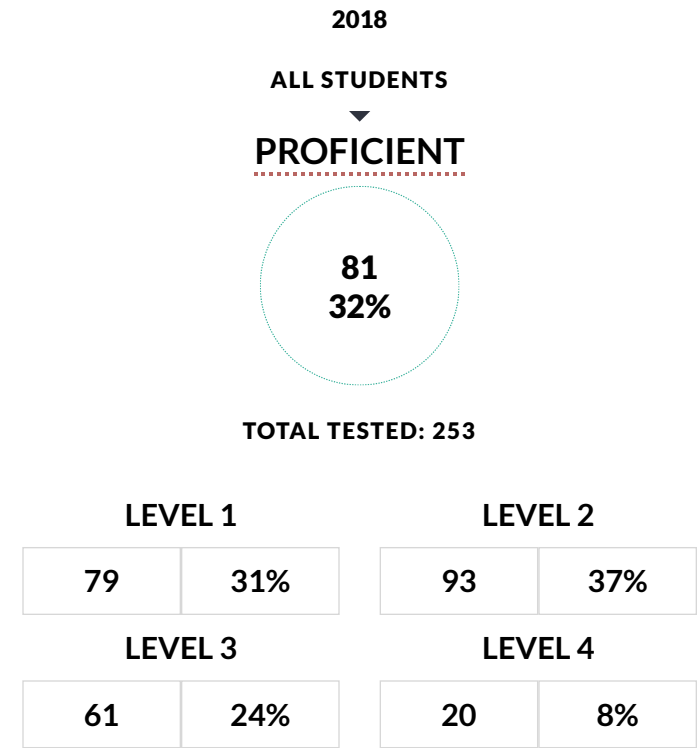 2018
ALL STUDENTS
PROFICIENT
81
32%
TOTAL TESTED: 253
LEVEL 1 LEVEL 2
79 31% 93 37%
LEVEL 3 LEVEL 4
61 24% 20 8%